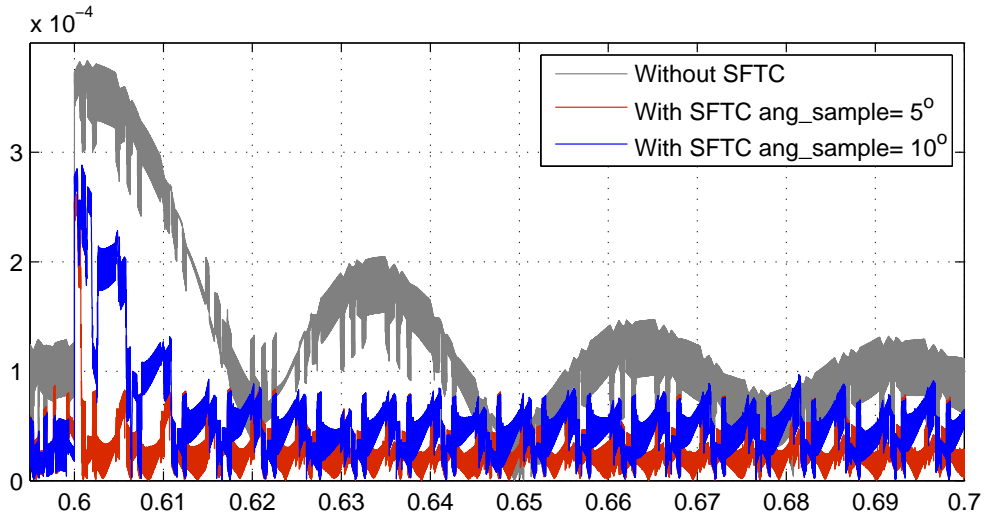 x 10⁻⁴
3
2
1
0
Without SFTC
With SFTC ang_sample= 5°
With SFTC ang_sample= 10°
0.6 0.61 0.62 0.63 0.64 0.65 0.66 0.67 0.68 0.69 0.7